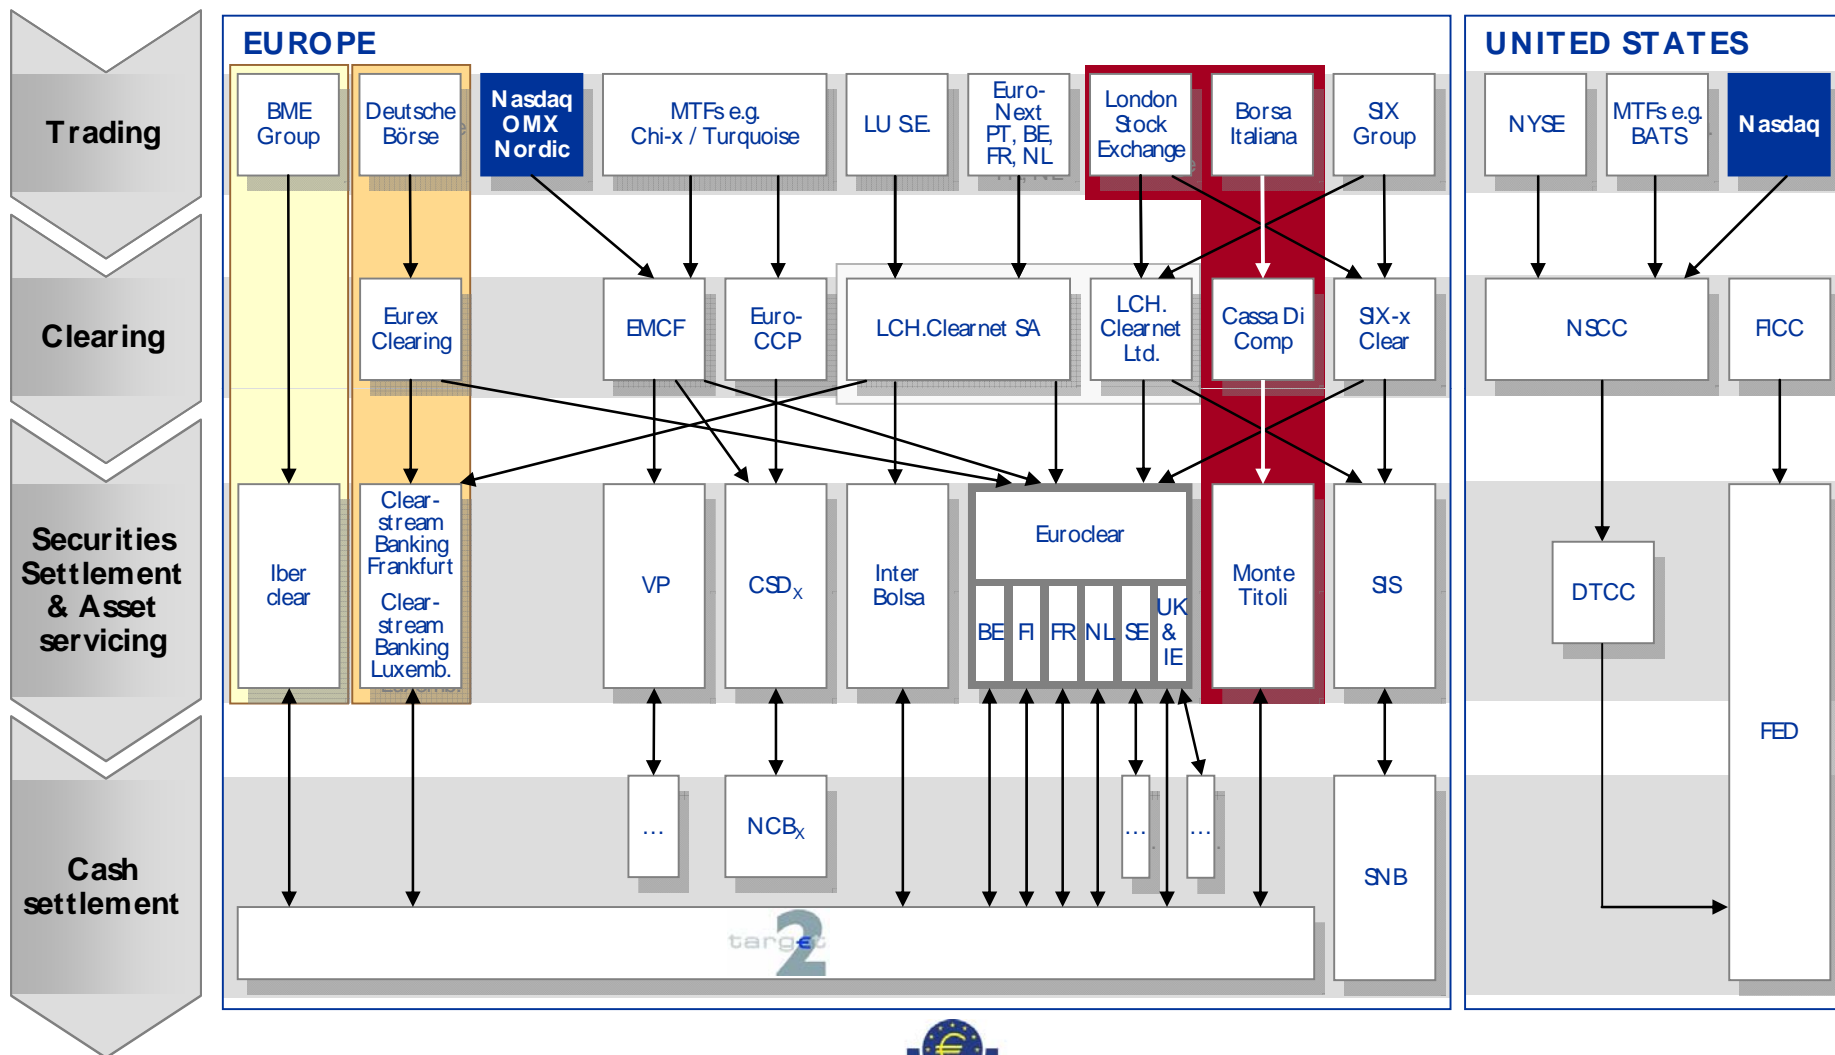 EUROPE
UNITED STATES
Trading
BME
Group
Deutsche
Börse
Nasdaq
OMX
Nordic
MTFs e.g.
Chi-x / Turquoise
LU S.E.
Euro-
Next
PT, BE,
FR, NL
London
Stock
Exchange
Borsa
Italiana
SIX
Group
NYSE
MTFs e.g.
BATS
Nasdaq
Clearing
Eurex
Clearing
EMCF
Euro-
CCP
LCH.Clearnet SA
LCH.
Clearnet
Ltd.
Cassa Di
Comp
SIX-x
Clear
NSCC
FICC
Securities
Settlement
& Asset
servicing
Iber
clear
Clear-
stream
Banking
Frankfurt
Clear-
stream
Banking
Luxemb.
VP
CSDX
Inter
Bolsa
Euroclear
BE
FI
FR
NL
SE
UK
&
IE
Monte
Titoli
SIS
DTCC
FED
Cash
settlement
...
NCBX
...
...
SNB
target 2